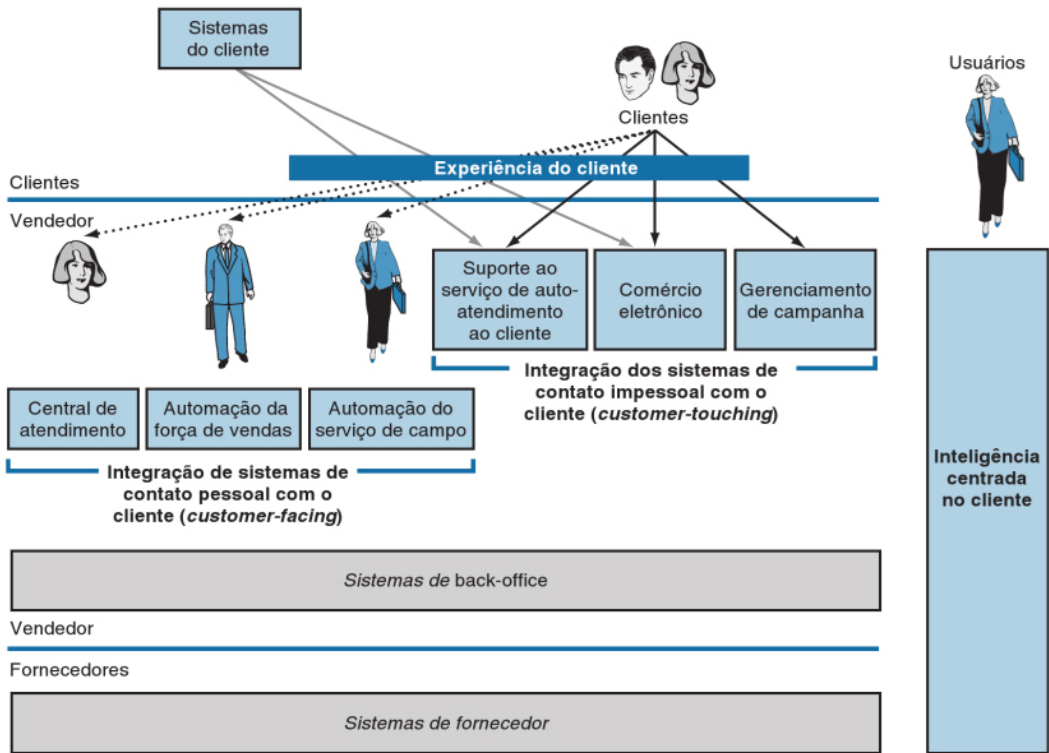 Sistemas
do cliente
Clientes
Usuários
Experiência do cliente
Clientes
Vendedor
Suporte ao
serviço de auto-
atendimento
ao cliente
Comércio
eletrônico
Gerenciamento
de campanha
Integração dos sistemas de
contato impessoal com o
cliente (customer-touching)
Central de
atendimento
Automação da
força de vendas
Automação do
serviço de campo
Integração de sistemas de
contato pessoal com o
cliente (customer-facing)
Inteligência
centrada
no cliente
Sistemas de back-office
Vendedor
Fornecedores
Sistemas de fornecedor